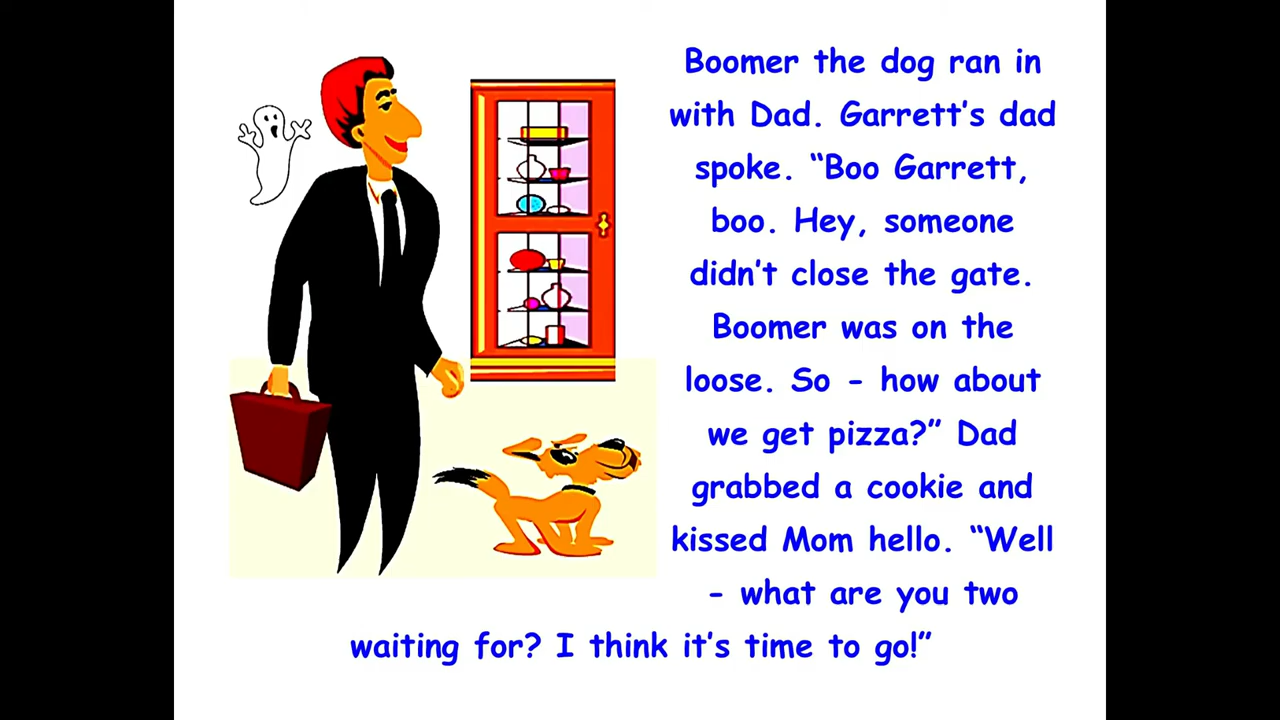 Boomer the dog ran in
with Dad. Garrett's dad
spoke. “Boo Garrett,
boo. Hey, someone
didn't close the gate.
Boomer was on the
loose. So - how about
we get pizza?” Dad
grabbed a cookie and
kissed Mom hello. “Well
- what are you two
waiting for? I think it's time to go!”